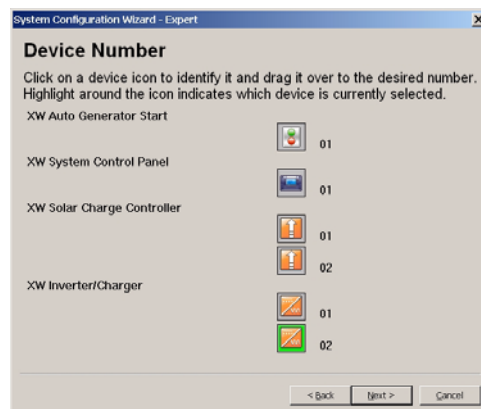 System Configuration Wizard - Expert
Device Number
Click on a device icon to identify it and drag it over to the desired number.
Highlight around the icon indicates which device is currently selected.
XW Auto Generator Start
01
XW System Control Panel
01
XW Solar Charge Controller
01
02
XW Inverter/Charger
01
02
< Back Next > Cancel